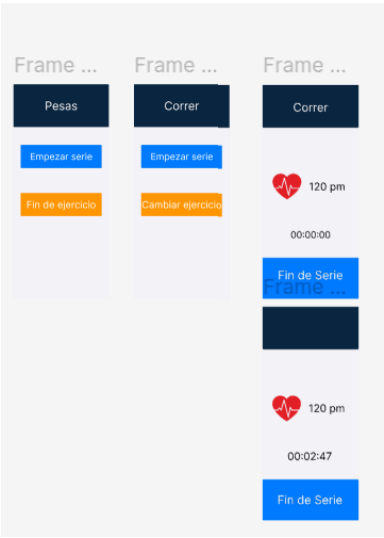 Frame ...
Pesas
Empezar serie
Fin de ejercicio
Frame ...
Correr
Empezar serie
Cambiar ejercicio
Frame ...
Correr
120 pm
00:00:00
Fin de Serie
Frame ...
120 pm
00:02:47
Fin de Serie